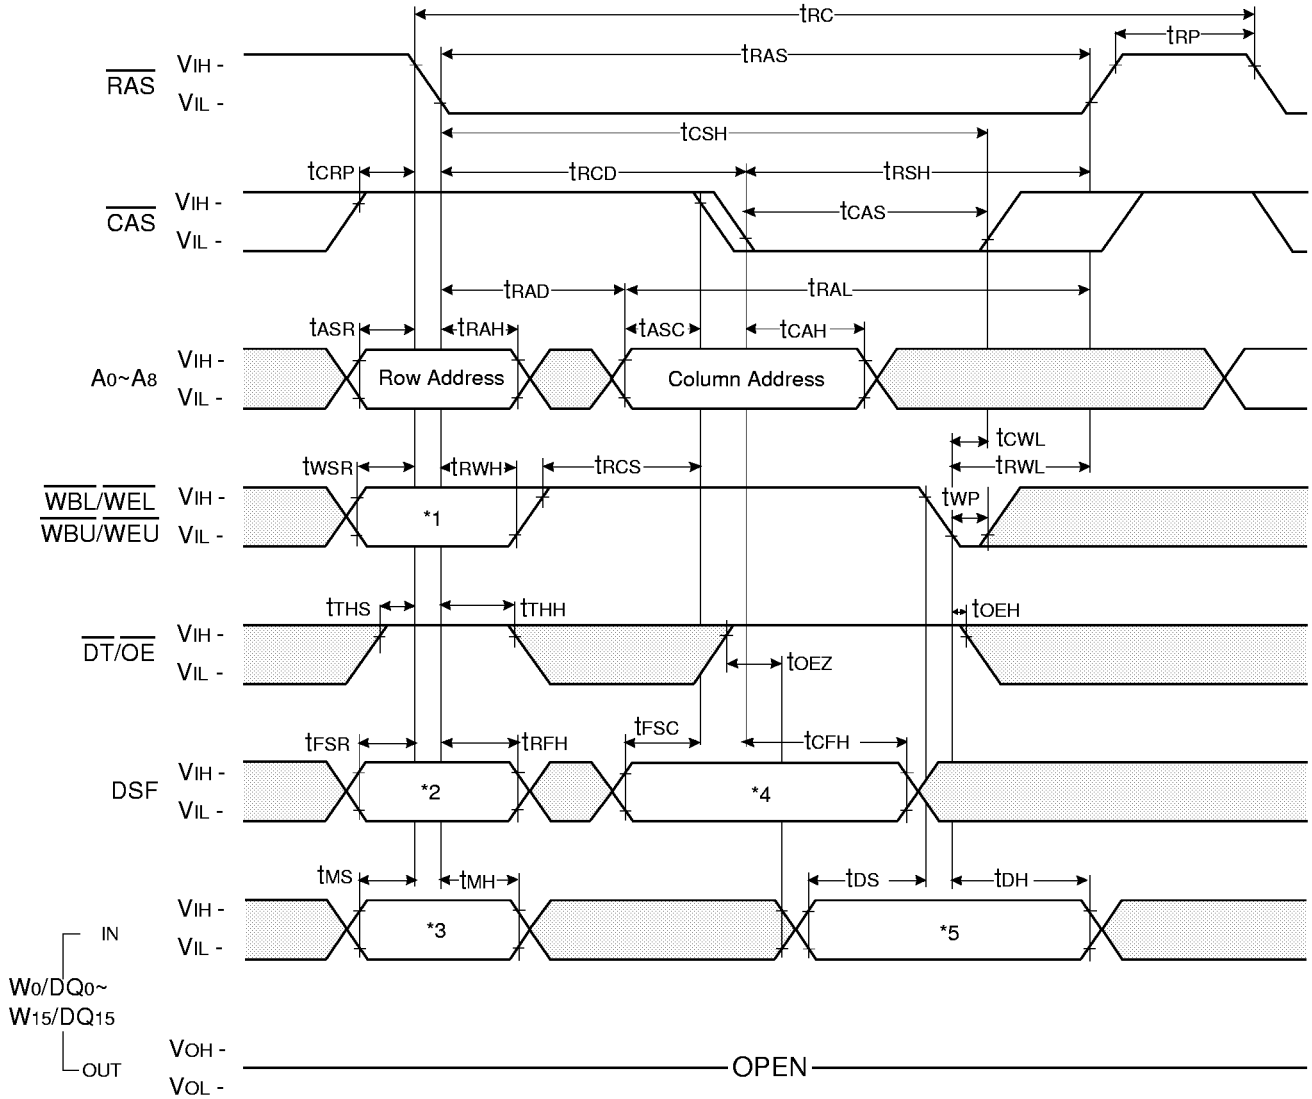 tRC
tRP
tRAS
RAS
VIH -
VIL -
tCSH
tCRP
tRCD
tRSH
CAS
VIH -
VIL -
tCAS
tRAD
tRAL
tASR
tRAH
tASC
tCAH
A0~A8
VIH -
VIL -
Row Address
Column Address
tCWL
tWSR
tRWH
tRCS
tRWL
WBL/WEL
WBU/WEU
VIH -
VIL -
*1
tWP
tTHS
tTHH
tOEH
DT/OE
VIH -
VIL -
tOEZ
tFSR
tRFH
tFSC
tCFH
DSF
VIH -
VIL -
*2
*4
tMS
tMH
tDS
tDH
VIH -
VIL -
*3
*5
IN
W0/DQ0~
W15/DQ15
OUT
VOH -
VOL -
OPEN